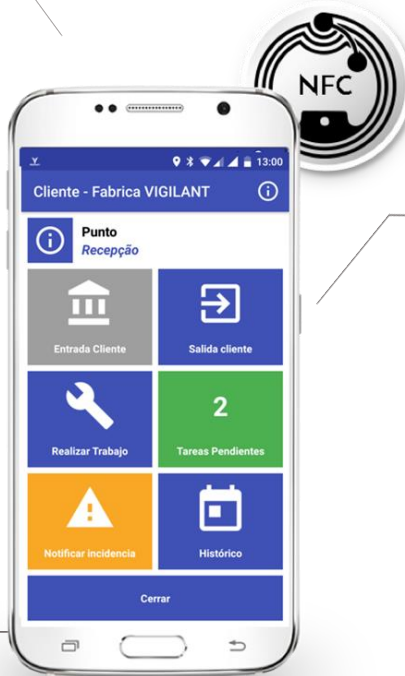 NFC
13:00
Cliente - Fabrica VIGILANT
Punto
Recepção
Entrada Cliente
Salida cliente
Realizar Trabajo
2
Tareas Pendientes
Notificar incidencia
Histórico
Cerrar